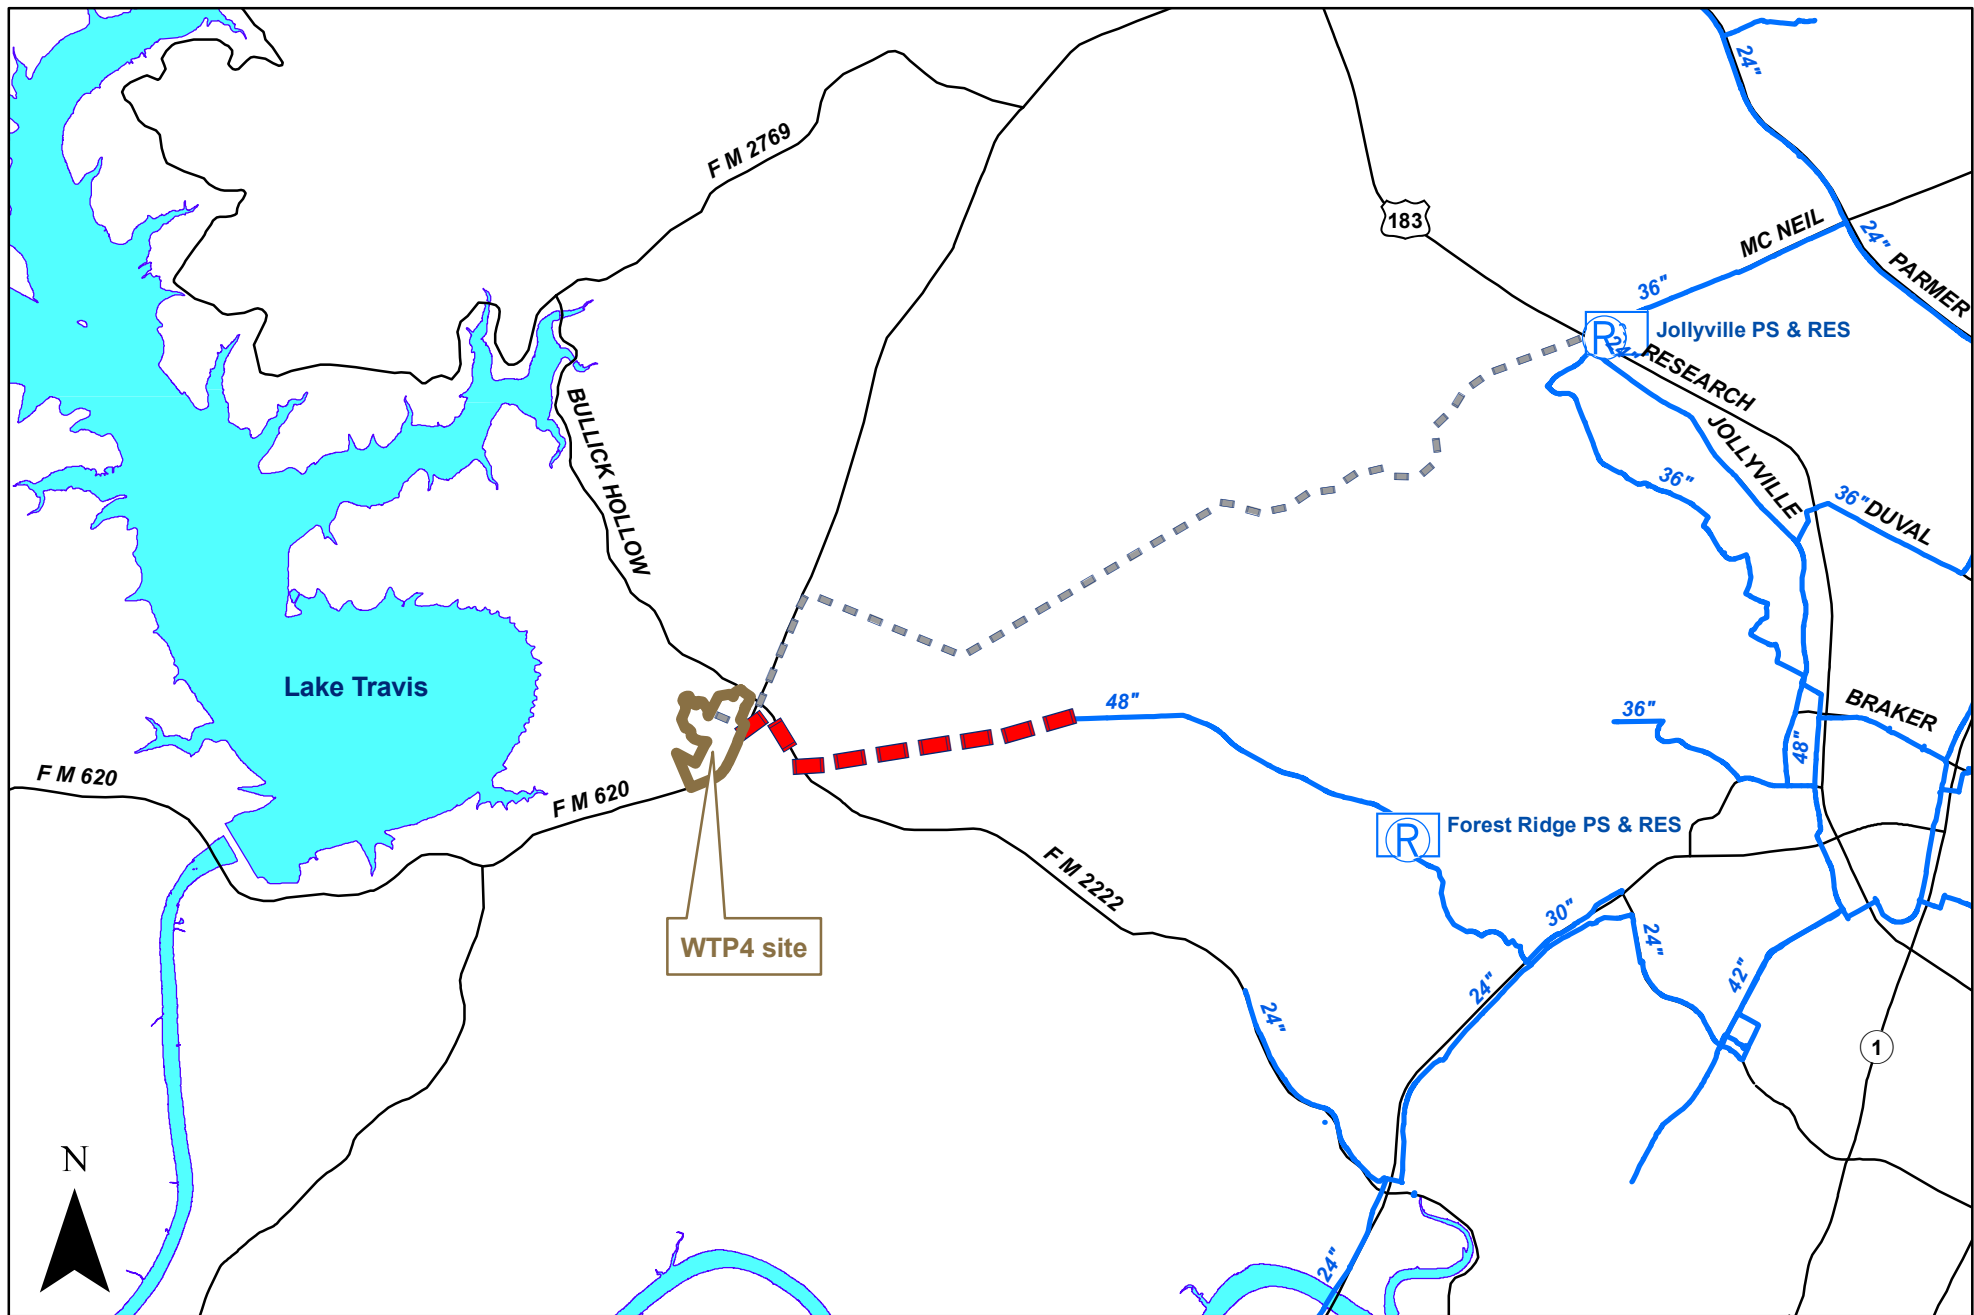 24"
F M 2769
183
MC NEIL
24"
PARMER
36"
R
Jollyville PS & RES
24"
RESEARCH
BULLICK HOLLOW
JOLLYVILLE
36"
36"
DUVAL
Lake Travis
48"
36"
BRAKER
48"
F M 620
F M 620
R
Forest Ridge PS & RES
F M 2222
30"
24"
WTP4 site
24"
42"
24"
1
N
24"